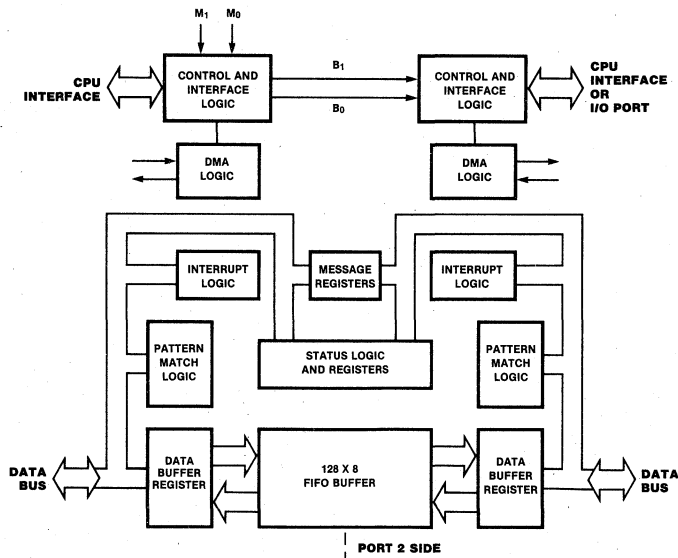 M1 M0
CPU
INTERFACE
CONTROL AND
INTERFACE
LOGIC
B1
B0
CONTROL AND
INTERFACE
LOGIC
CPU
INTERFACE
OR
I/O PORT
DMA
LOGIC
DMA
LOGIC
INTERRUPT
LOGIC
MESSAGE
REGISTERS
INTERRUPT
LOGIC
PATTERN
MATCH
LOGIC
STATUS LOGIC
AND REGISTERS
PATTERN
MATCH
LOGIC
DATA
BUS
DATA
BUFFER
REGISTER
128 X 8
FIFO BUFFER
DATA
BUFFER
REGISTER
DATA
BUS
PORT 2 SIDE